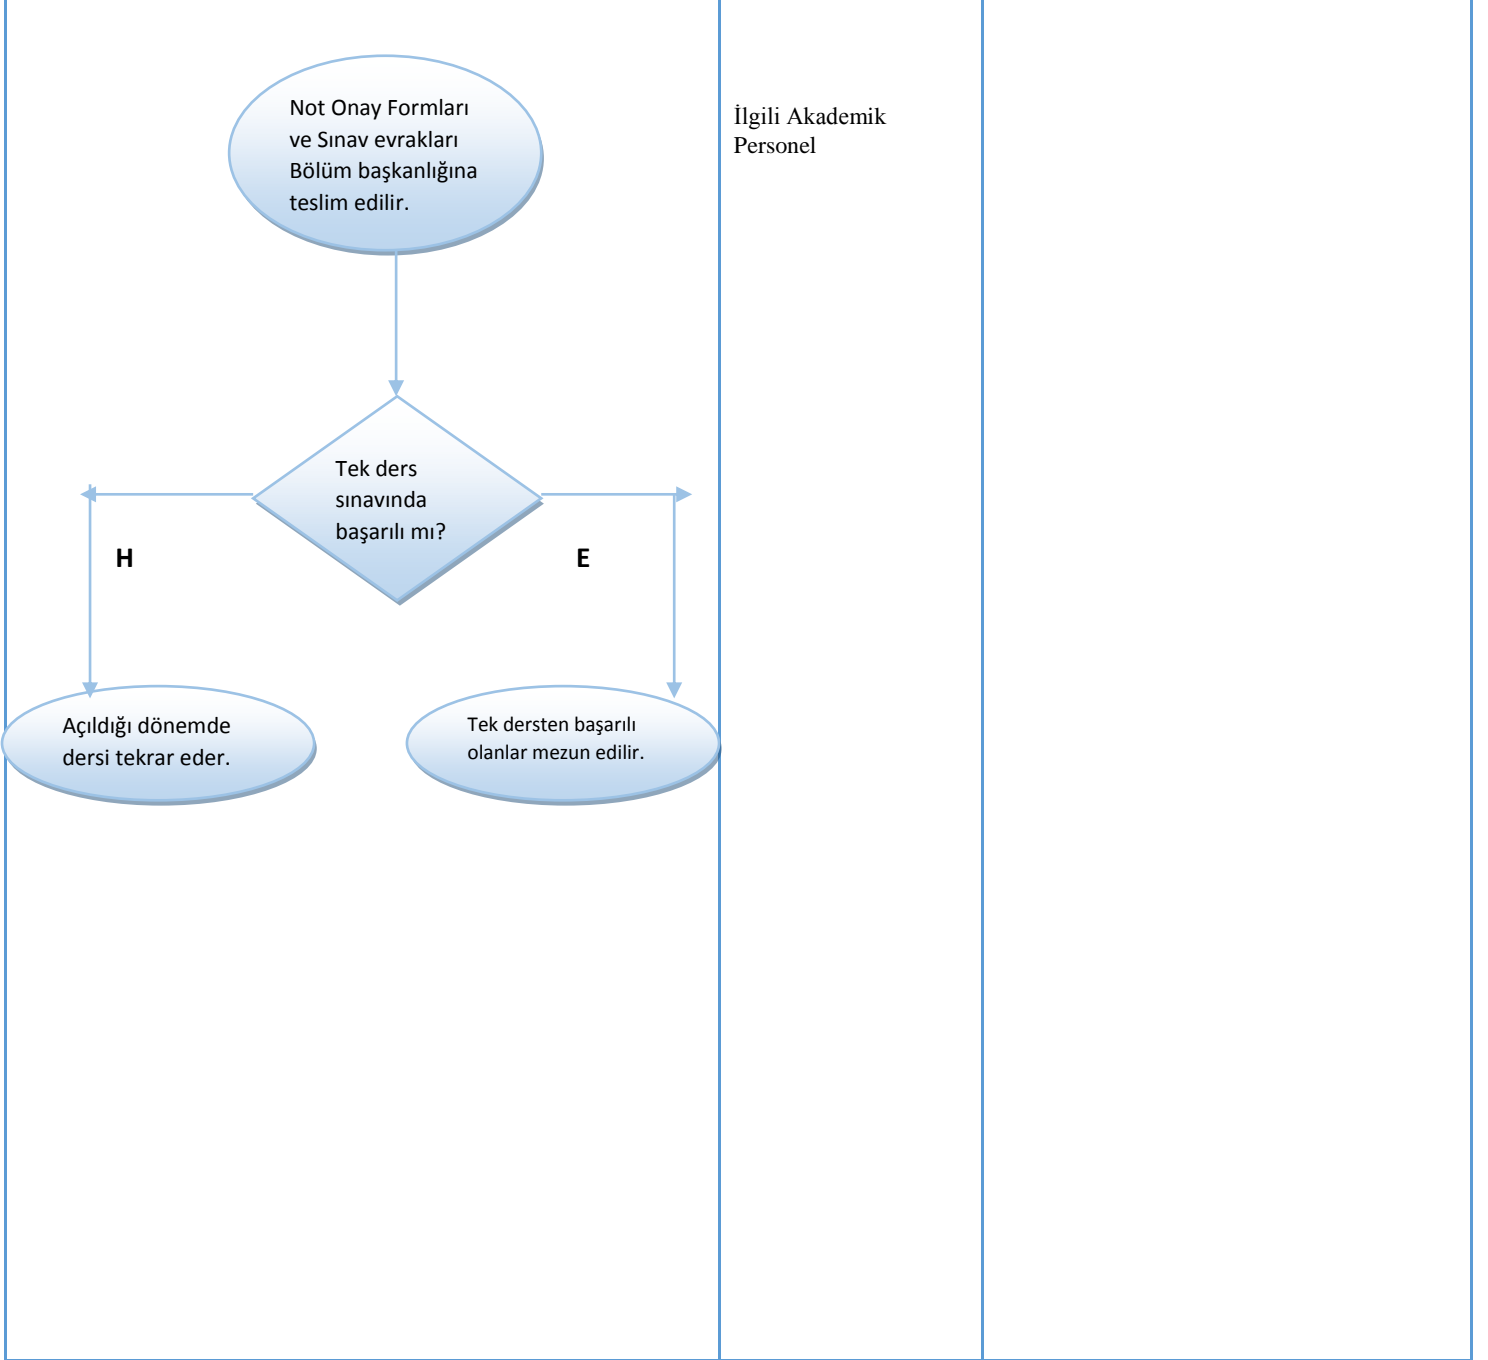 Not Onay Formları
ve Sınav evrakları
Bölüm başkanlığına
teslim edilir.
İlgili Akademik
Personel
Tek ders
sınavında
başarılı mı?
H
E
Açıldığı dönemde
dersi tekrar eder.
Tek dersten başarılı
olanlar mezun edilir.